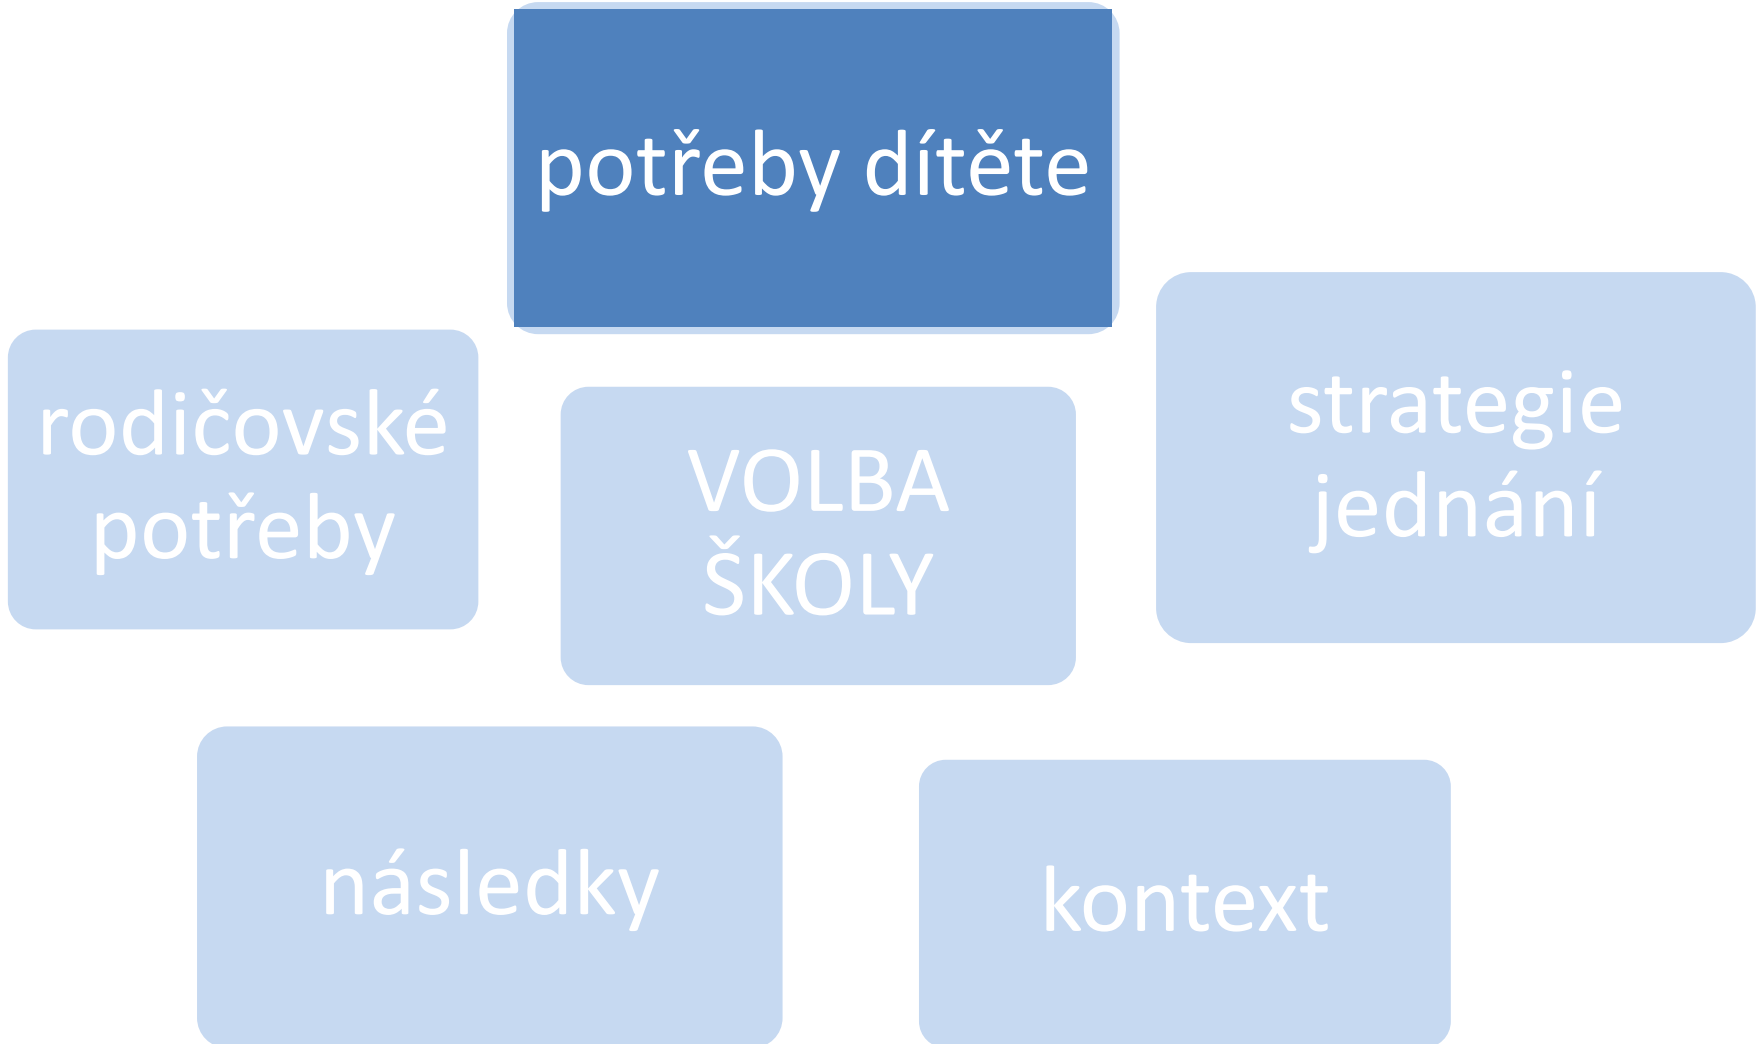 potřeby dítěte
rodičovské
potřeby
VOLBA
ŠKOLY
strategie
jednání
následky
kontext